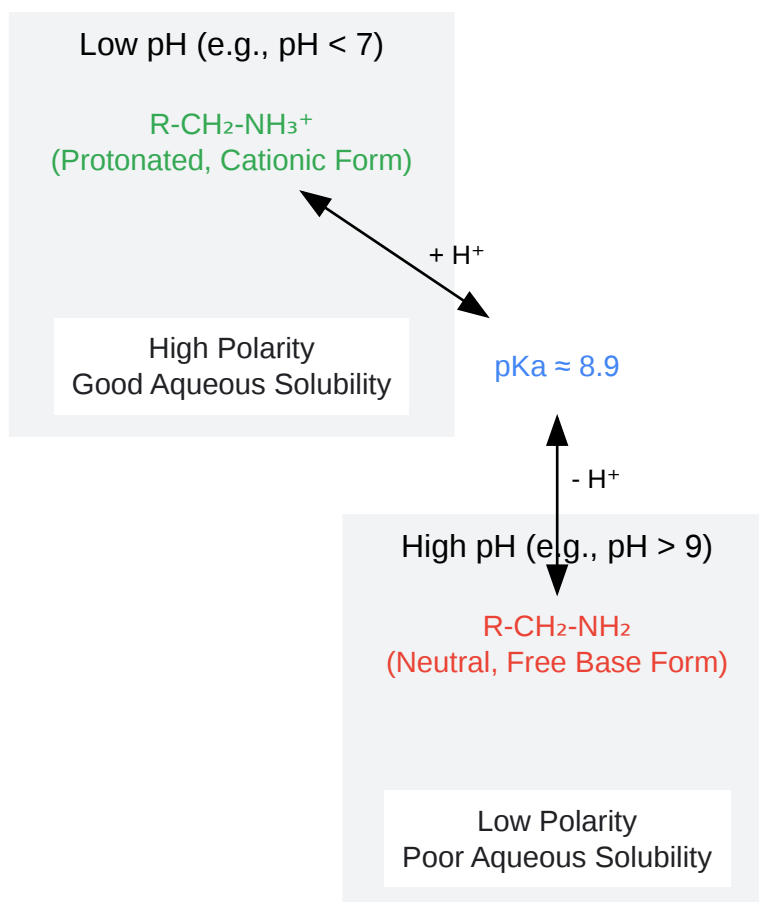 Low pH (e.g., pH < 7)
R-CH₂-NH₃⁺
(Protonated, Cationic Form)
+ H⁺
High Polarity
Good Aqueous Solubility
pKa ≈ 8.9
- H⁺
High pH (e.g., pH > 9)
R-CH₂-NH₂
(Neutral, Free Base Form)
Low Polarity
Poor Aqueous Solubility